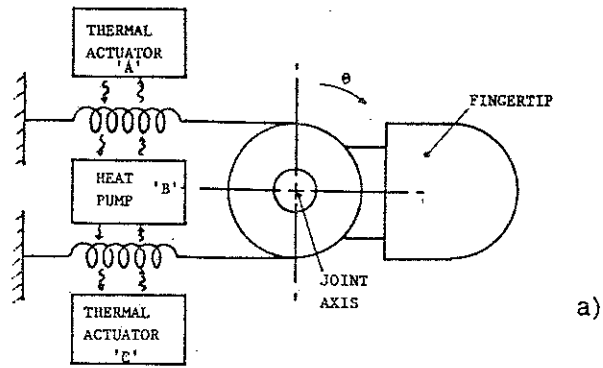 THERMAL
ACTUATOR
'A'
θ
FINGERTIP
HEAT
PUMP 'B'
JOINT
AXIS
THERMAL
ACTUATOR
'C'
a)